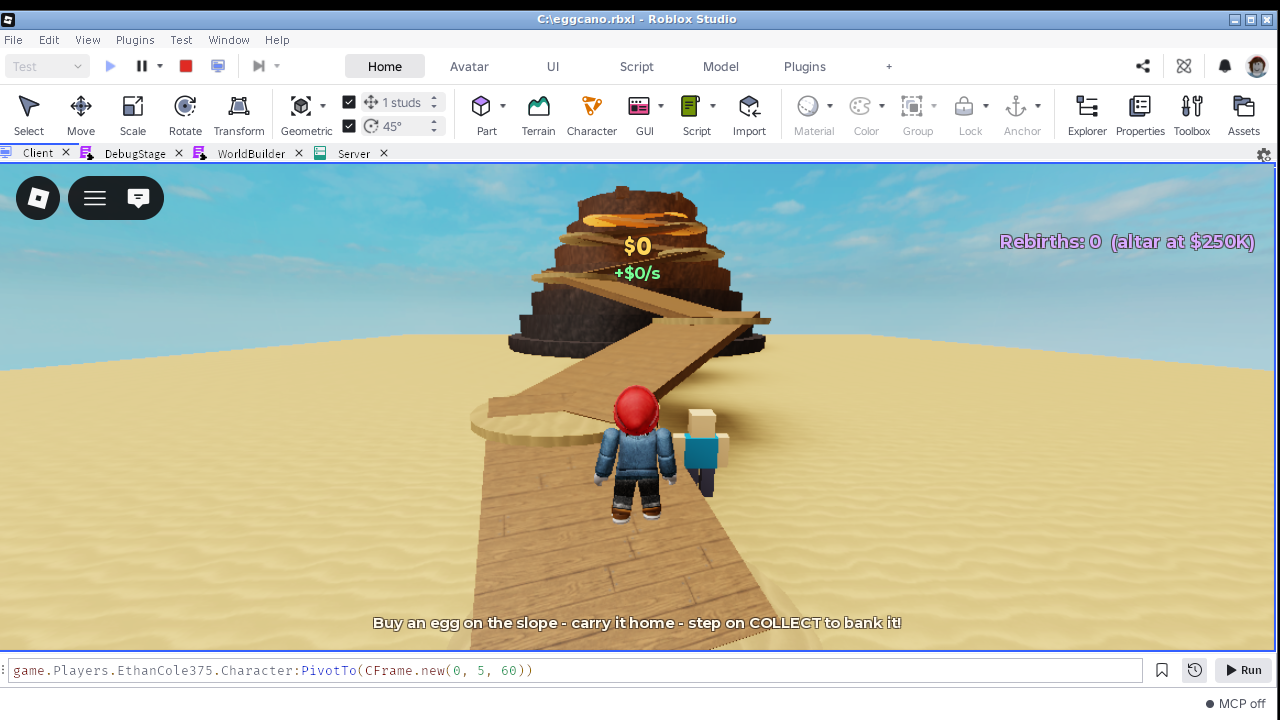 C:\eggcano.rbxl - Roblox Studio
File Edit View Plugins Test Window Help
Test Home Avatar UI Script Model Plugins +
1 studs
45°
Select Move Scale Rotate Transform Geometric Part Terrain Character GUI Script Import Material Color Group Lock Anchor Explorer Properties Toolbox Assets
Client DebugStage WorldBuilder Server
$0
+$0/s
Rebirths: 0 (altar at $250K)
Buy an egg on the slope - carry it home - step on COLLECT to bank it!
game.Players.EthanCole375.Character:PivotTo(CFrame.new(0, 5, 60))
Run
MCP off